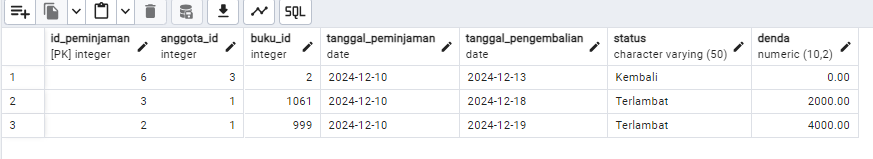 SQL
id_peminjaman anggota_id buku_id tanggal_peminjaman tanggal_pengembalian status denda
[PK] integer integer integer date date character varying (50) numeric (10,2)
1 6 3 2 2024-12-10 2024-12-13 Kembali 0.00
2 3 1 1061 2024-12-10 2024-12-18 Terlambat 2000.00
3 2 1 999 2024-12-10 2024-12-19 Terlambat 4000.00